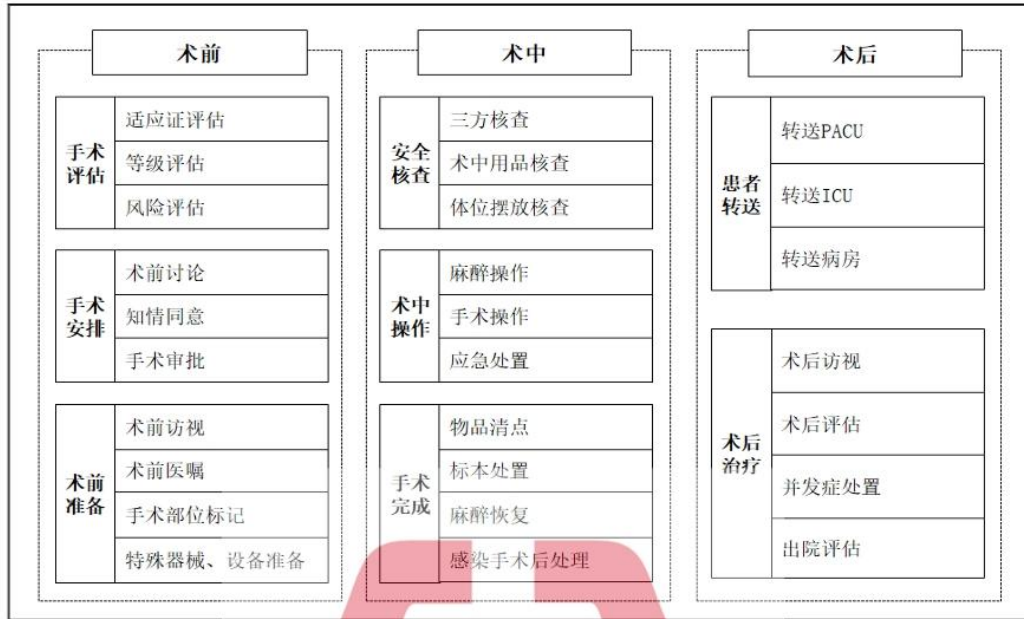 术前
手术
评估
适应证评估
等级评估
风险评估
手术
安排
术前讨论
知情同意
手术审批
术前
准备
术前访视
术前医嘱
手术部位标记
特殊器械、设备准备
术中
安全
核查
三方核查
术中用品核查
体位摆放核查
术中
操作
麻醉操作
手术操作
应急处置
手术
完成
物品清点
标本处置
麻醉恢复
感染手术后处理
术后
患者
转送
转送PACU
转送ICU
转送病房
术后
治疗
术后访视
术后评估
并发症处置
出院评估